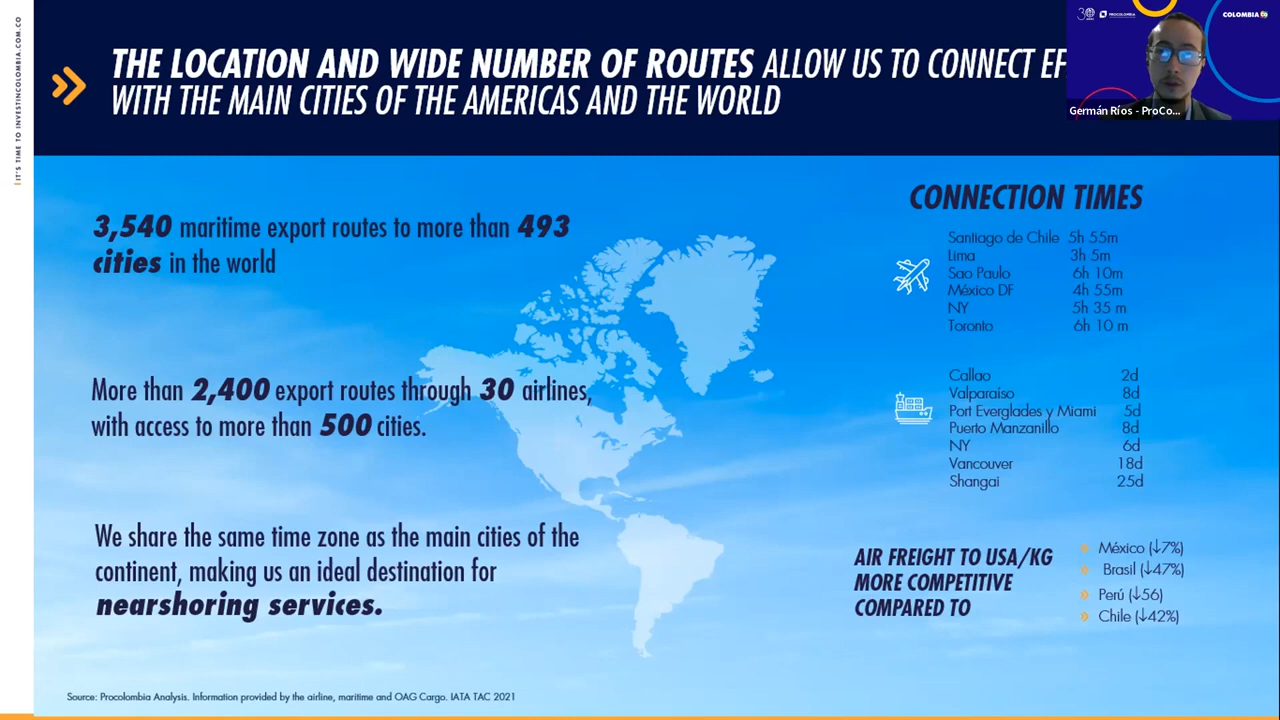 IT'S TIME TO INVESTINCOLOMBIA.COM.CO
THE LOCATION AND WIDE NUMBER OF ROUTES ALLOW US TO CONNECT EF
WITH THE MAIN CITIES OF THE AMERICAS AND THE WORLD
30
PROCOLOMBIA
COLOMBIA
Germán Ríos - ProCo...
3,540 maritime export routes to more than 493
cities in the world
More than 2,400 export routes through 30 airlines,
with access to more than 500 cities.
We share the same time zone as the main cities of the
continent, making us an ideal destination for
nearshoring services.
CONNECTION TIMES
Santiago de Chile 5h 55m
Lima 3h 5m
Sao Paulo 6h 10m
México DF 4h 55m
NY 5h 35 m
Toronto 6h 10 m
Callao 2d
Valparaíso 8d
Port Everglades y Miami 5d
Puerto Manzanillo 8d
NY 6d
Vancouver 18d
Shangai 25d
AIR FREIGHT TO USA/KG
MORE COMPETITIVE
COMPARED TO
México (↓7%)
Brasil (↓47%)
Perú (↓56)
Chile (↓42%)
Source: Procolombia Analysis. Information provided by the airline, maritime and OAG Cargo. IATA TAC 2021